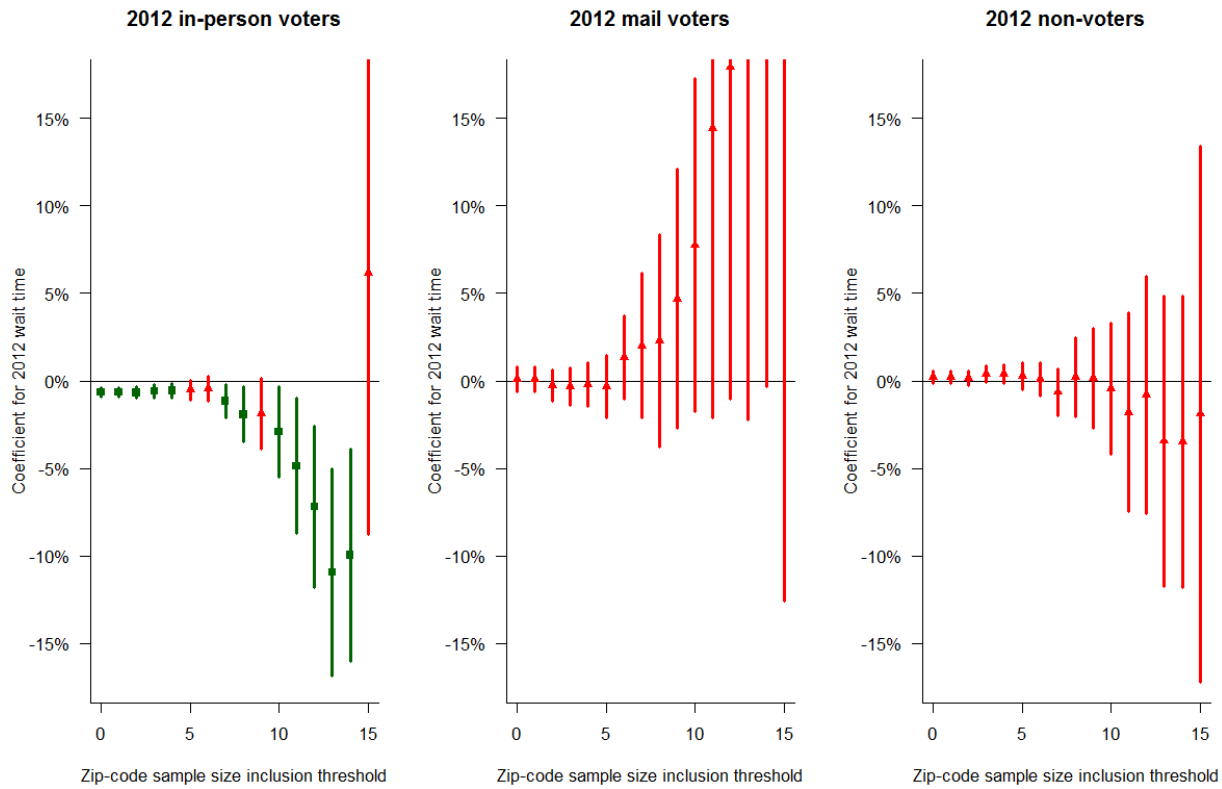 2012 in-person voters
Coefficient for 2012 wait time
15%
10%
5%
0%
-5%
-10%
-15%
0 5 10 15
Zip-code sample size inclusion threshold
2012 mail voters
Coefficient for 2012 wait time
15%
10%
5%
0%
-5%
-10%
-15%
0 5 10 15
Zip-code sample size inclusion threshold
2012 non-voters
Coefficient for 2012 wait time
15%
10%
5%
0%
-5%
-10%
-15%
0 5 10 15
Zip-code sample size inclusion threshold